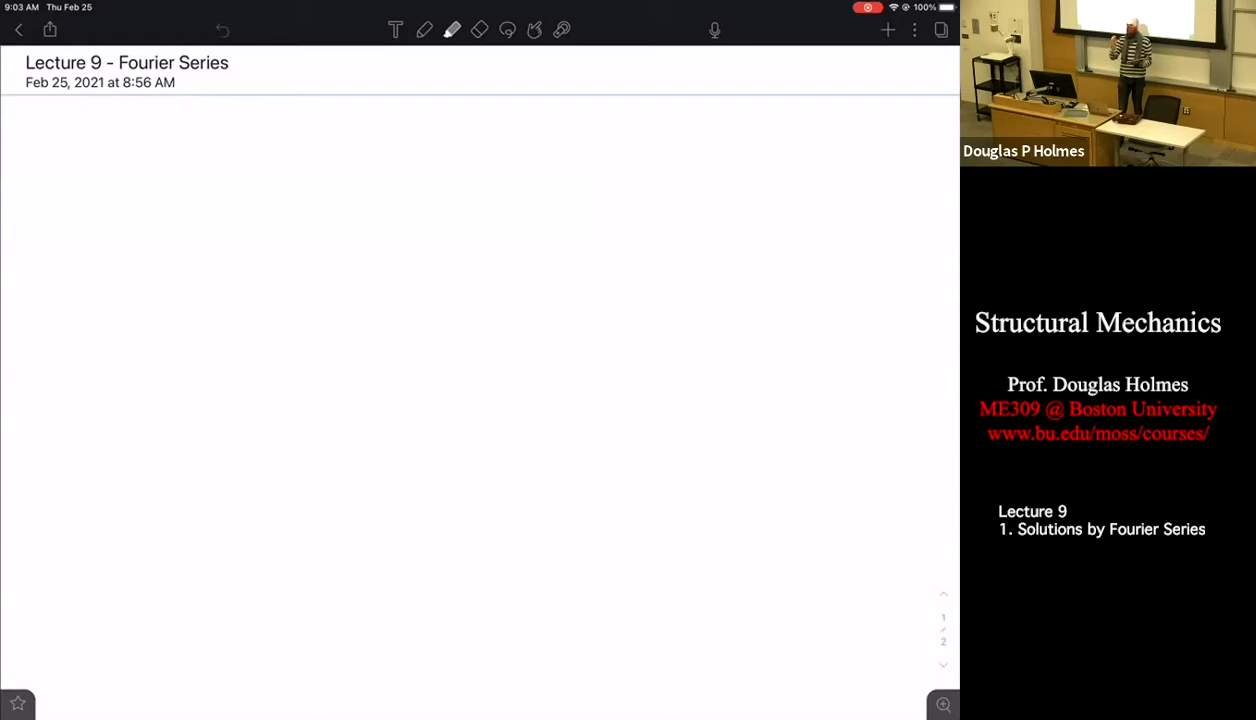 9:03 AM Thu Feb 25
100%
T
Lecture 9 - Fourier Series
Feb 25, 2021 at 8:56 AM
1
/
2
Douglas P Holmes
Structural Mechanics
Prof. Douglas Holmes
ME309 @ Boston University
www.bu.edu/moss/courses/
Lecture 9
1. Solutions by Fourier Series